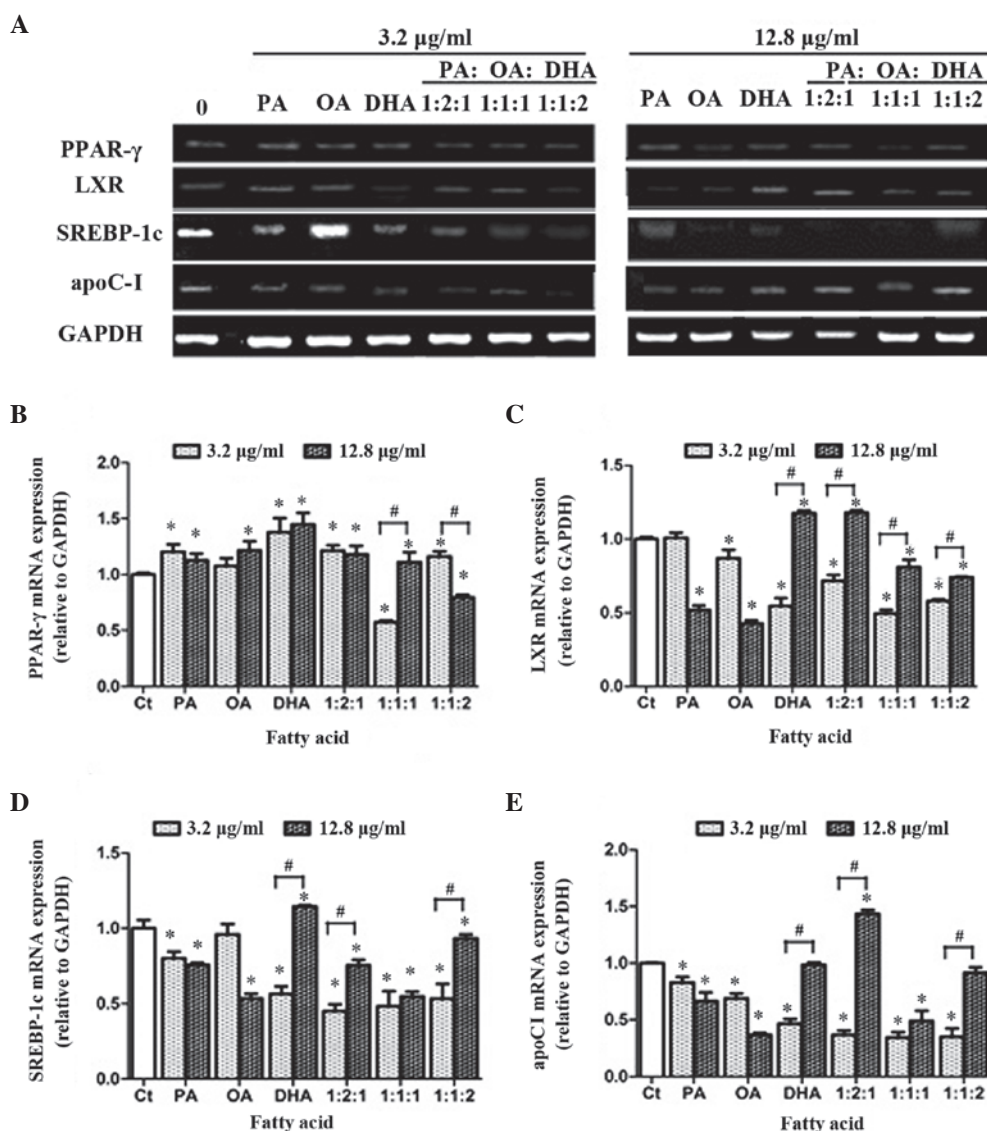 A
3.2 µg/ml
12.8 µg/ml
PA: OA: DHA
PA: OA: DHA
0 PA OA DHA 1:2:1 1:1:1 1:1:2
PA OA DHA 1:2:1 1:1:1 1:1:2
PPAR-γ
LXR
SREBP-1c
apoC-I
GAPDH
B
3.2 µg/ml 12.8 µg/ml
PPAR-γ mRNA expression
(relative to GAPDH)
2.0
1.5
1.0
0.5
0.0
* * * * * * * * * * *
# #
Ct PA OA DHA 1:2:1 1:1:1 1:1:2
Fatty acid
C
3.2 µg/ml 12.8 µg/ml
LXR mRNA expression
(relative to GAPDH)
1.5
1.0
0.5
0.0
* * * * * * * * * * *
# # # #
Ct PA OA DHA 1:2:1 1:1:1 1:1:2
Fatty acid
D
3.2 µg/ml 12.8 µg/ml
SREBP-1c mRNA expression
(relative to GAPDH)
1.5
1.0
0.5
0.0
* * * * * * * * * * *
# # #
Ct PA OA DHA 1:2:1 1:1:1 1:1:2
Fatty acid
E
3.2 µg/ml 12.8 µg/ml
apoC I mRNA expression
(relative to GAPDH)
2.0
1.5
1.0
0.5
0.0
* * * * * * * * * *
# # #
Ct PA OA DHA 1:2:1 1:1:1 1:1:2
Fatty acid